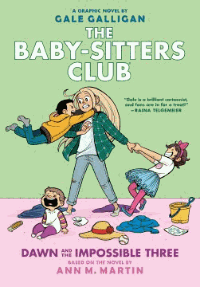 A GRAPHIC NOVEL BY
GALE GALLIGAN
THE
BABY-SITTERS
CLUB
"Gale is a brilliant cartoonist
and fans are in for a treat!"
—RAINA TELGEMEIER
DAWN AND THE IMPOSSIBLE THREE
BASED ON THE NOVEL BY
ANN M. MARTIN